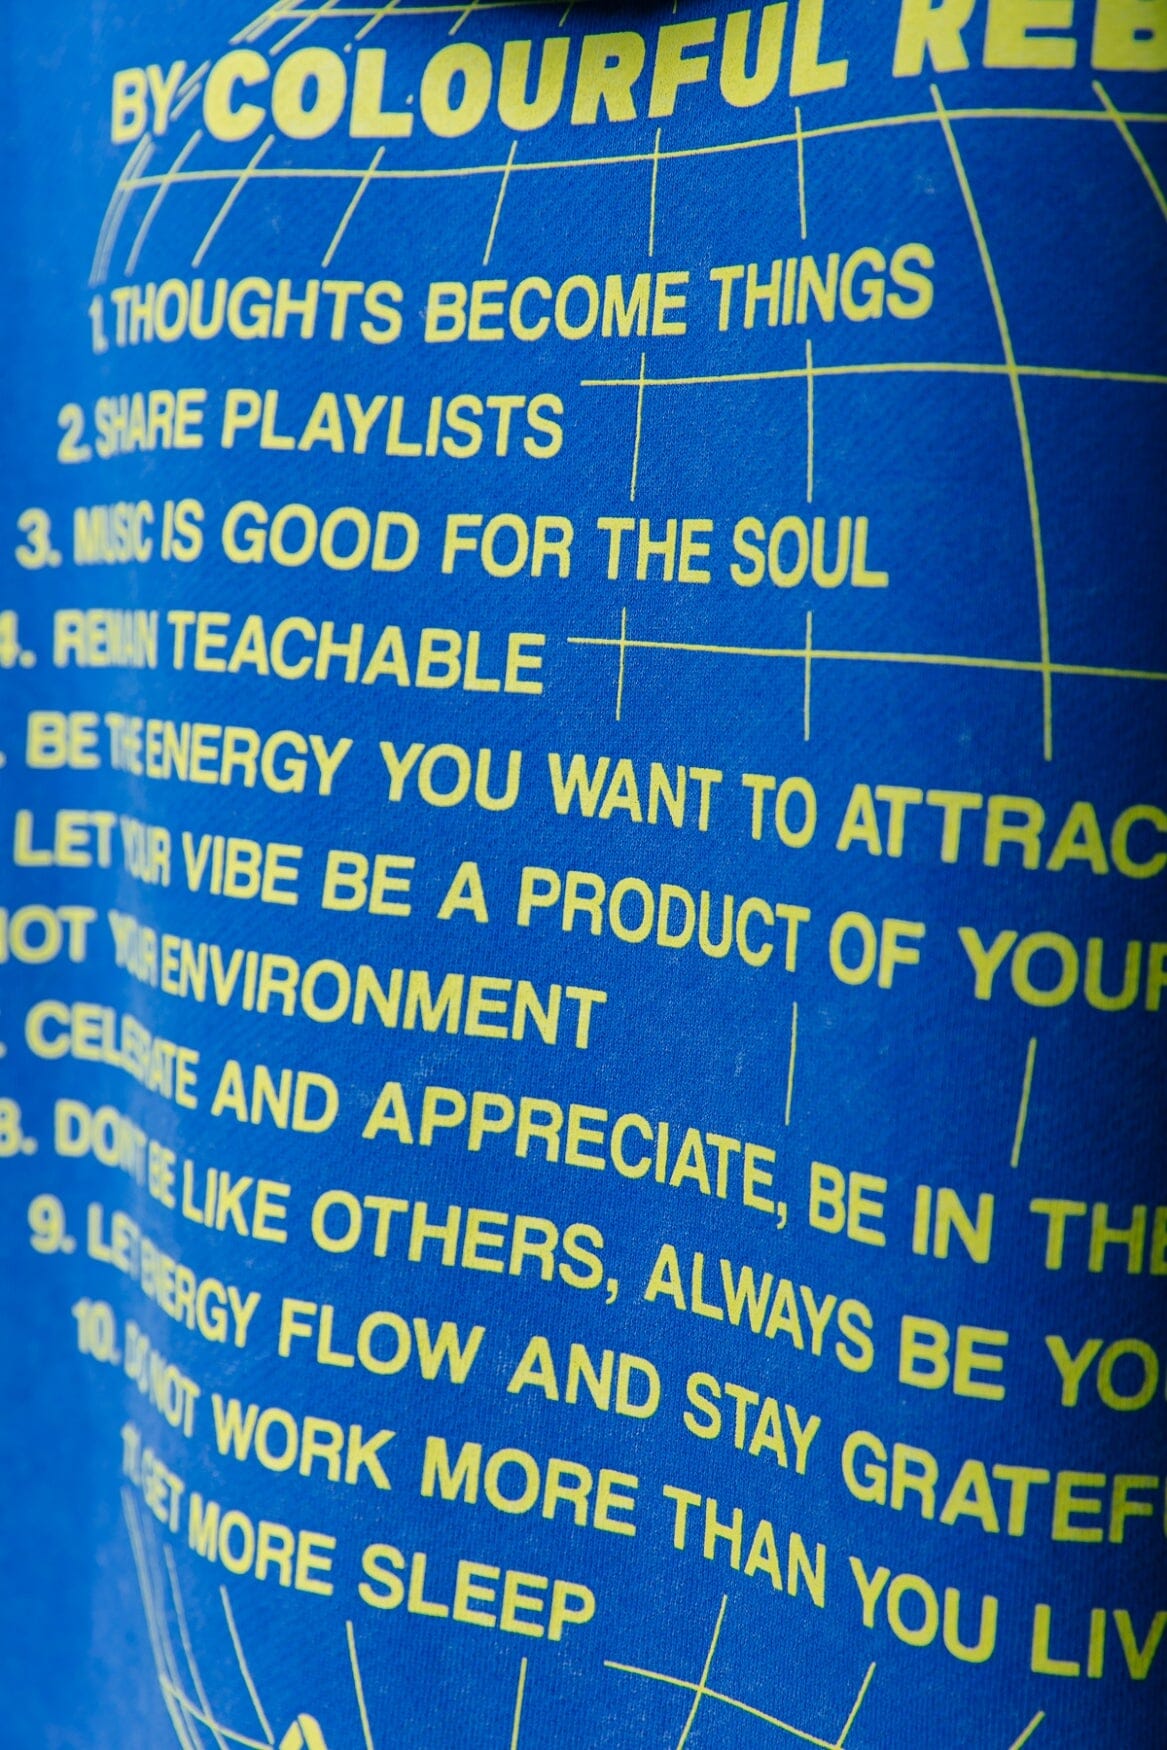 BY COLOURFUL REB
1. THOUGHTS BECOME THINGS
2. SHARE PLAYLISTS
3. MUSIC IS GOOD FOR THE SOUL
4. REMAIN TEACHABLE
. BE THE ENERGY YOU WANT TO ATTRAC
LET YOUR VIBE BE A PRODUCT OF YOUR
NOT YOUR ENVIRONMENT
. CELEBRATE AND APPRECIATE, BE IN THE
8. DON'T BE LIKE OTHERS, ALWAYS BE YO
9. LET ENERGY FLOW AND STAY GRATEF
10. DO NOT WORK MORE THAN YOU LIV
11. GET MORE SLEEP